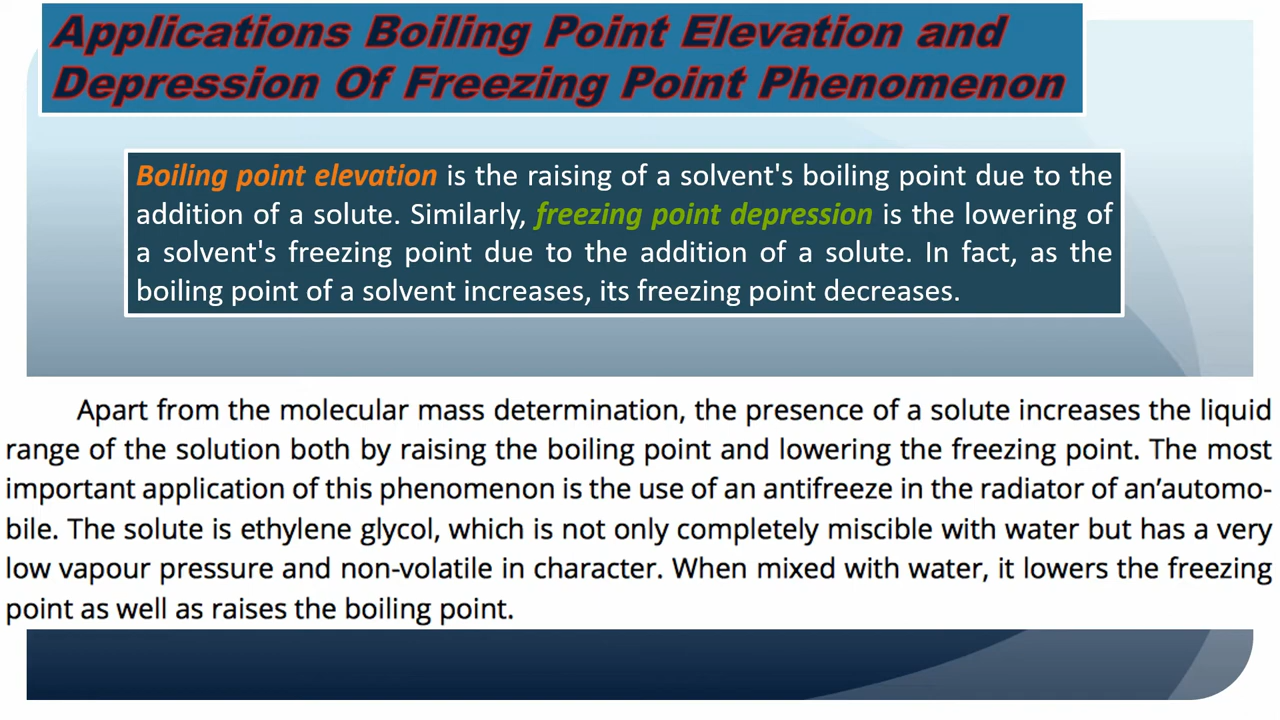 Applications Boiling Point Elevation and
Depression Of Freezing Point Phenomenon
Boiling point elevation is the raising of a solvent's boiling point due to the
addition of a solute. Similarly, freezing point depression is the lowering of
a solvent's freezing point due to the addition of a solute. In fact, as the
boiling point of a solvent increases, its freezing point decreases.
Apart from the molecular mass determination, the presence of a solute increases the liquid
range of the solution both by raising the boiling point and lowering the freezing point. The most
important application of this phenomenon is the use of an antifreeze in the radiator of an’automo-
bile. The solute is ethylene glycol, which is not only completely miscible with water but has a very
low vapour pressure and non-volatile in character. When mixed with water, it lowers the freezing
point as well as raises the boiling point.